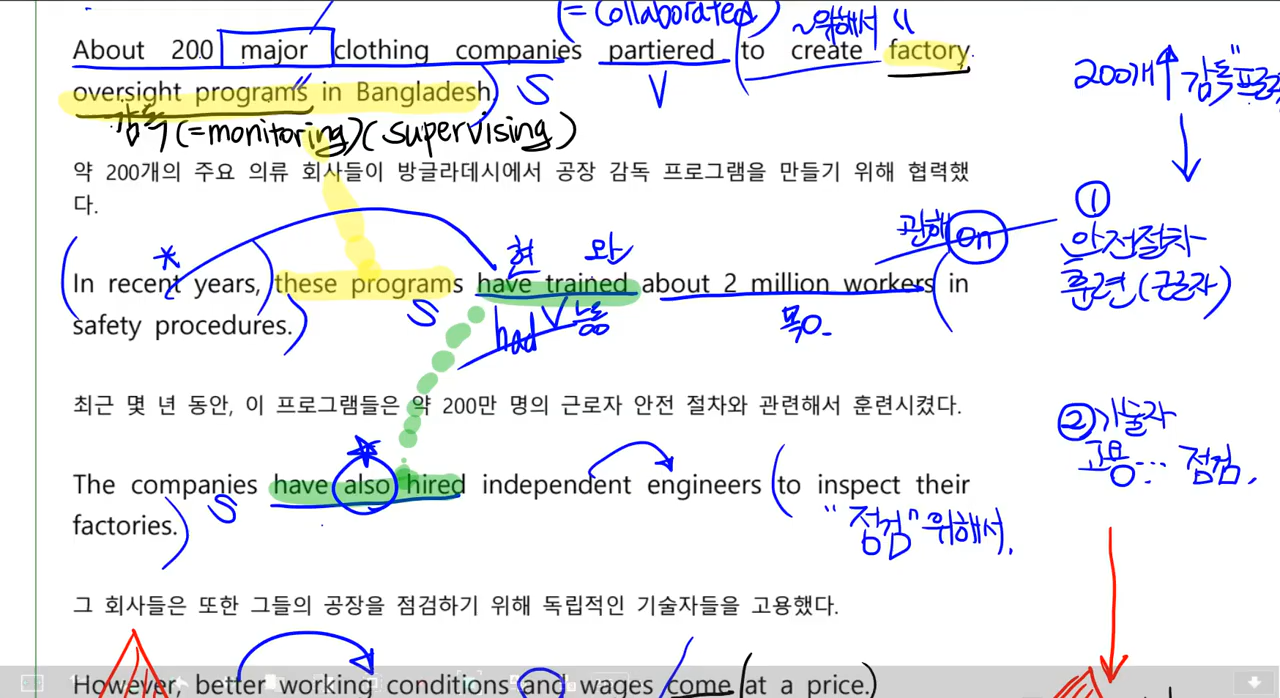 (= Collaborated)
~위해서 "
About 200 major clothing companies partiered to create factory
oversight programs in Bangladesh.
S
V
감독 (=monitoring)(supervising)
200개↑ 감독"프로
약 200개의 주요 의류 회사들이 방글라데시에서 공장 감독 프로그램을 만들기 위해 협력했
다.
①
안전절차
훈련(근로자)
* 현 완 관해 on
In recent years, these programs have trained about 2 million workers in
safety procedures.
S
V 능동
had
목O.
최근 몇 년 동안, 이 프로그램들은 약 200만 명의 근로자 안전 절차와 관련해서 훈련시켰다.
② 기술자
고용... 점검.
The companies have also hired independent engineers to inspect their
factories.
S
"점검" 위해서.
그 회사들은 또한 그들의 공장을 점검하기 위해 독립적인 기술자들을 고용했다.
However, better working conditions and wages come at a price.